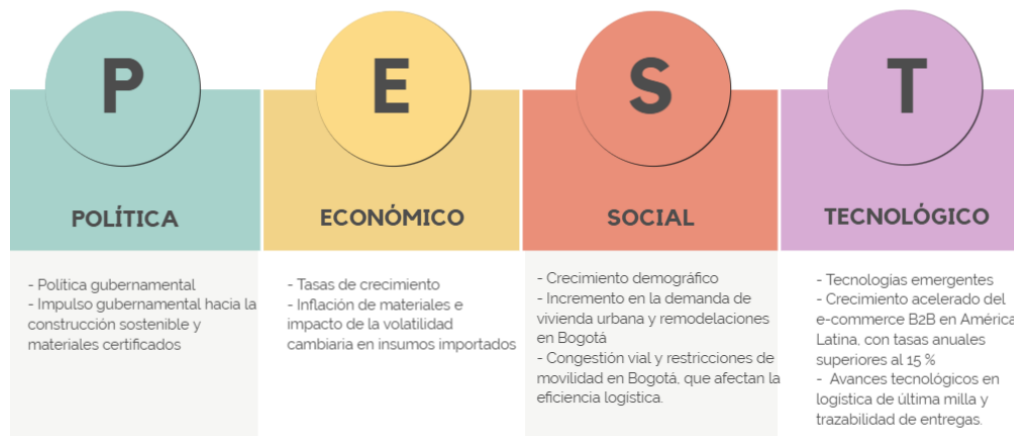 P
E
S
T
POLÍTICA
ECONÓMICO
SOCIAL
TECNOLÓGICO
- Política gubernamental
- Impulso gubernamental hacia la
construcción sostenible y
materiales certificados
- Tasas de crecimiento
- Inflación de materiales e
impacto de la volatilidad
cambiaria en insumos importados
- Crecimiento demográfico
- Incremento en la demanda de
vivienda urbana y remodelaciones
en Bogotá
- Congestión vial y restricciones de
movilidad en Bogotá, que afectan la
eficiencia logística.
- Tecnologías emergentes
- Crecimiento acelerado del
e-commerce B2B en América
Latina, con tasas anuales
superiores al 15 %
- Avances tecnológicos en
logística de última milla y
trazabilidad de entregas.